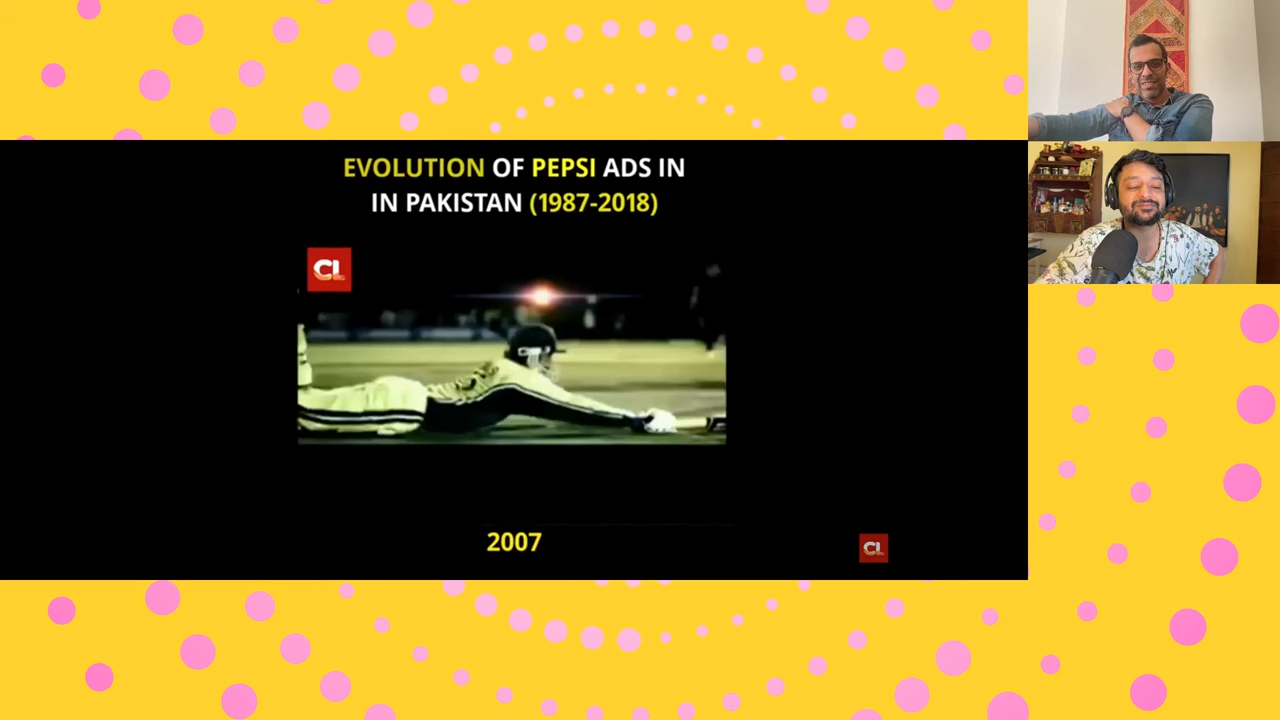 EVOLUTION OF PEPSI ADS IN
IN PAKISTAN (1987-2018)
CL
2007
CL